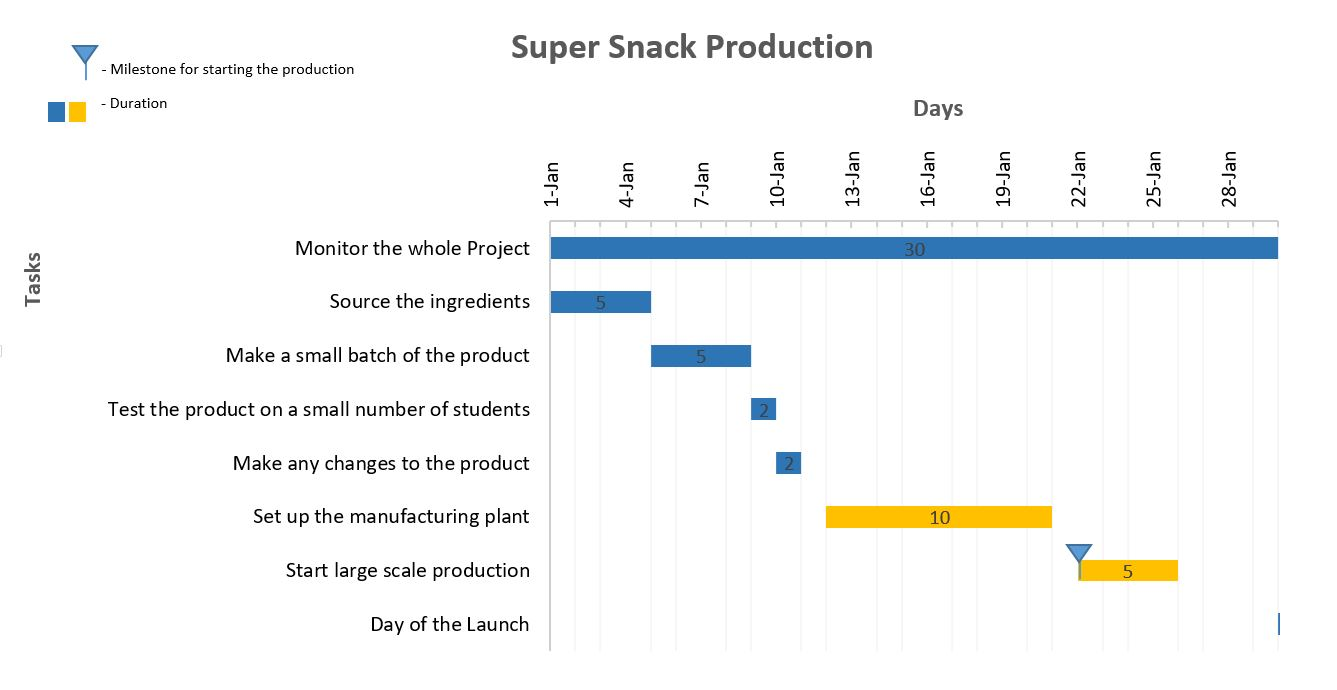 Super Snack Production
- Milestone for starting the production
- Duration
Days
1-Jan 4-Jan 7-Jan 10-Jan 13-Jan 16-Jan 19-Jan 22-Jan 25-Jan 28-Jan
Tasks
Monitor the whole Project 30
Source the ingredients 5
Make a small batch of the product 5
Test the product on a small number of students 2
Make any changes to the product 2
Set up the manufacturing plant 10
Start large scale production 5
Day of the Launch